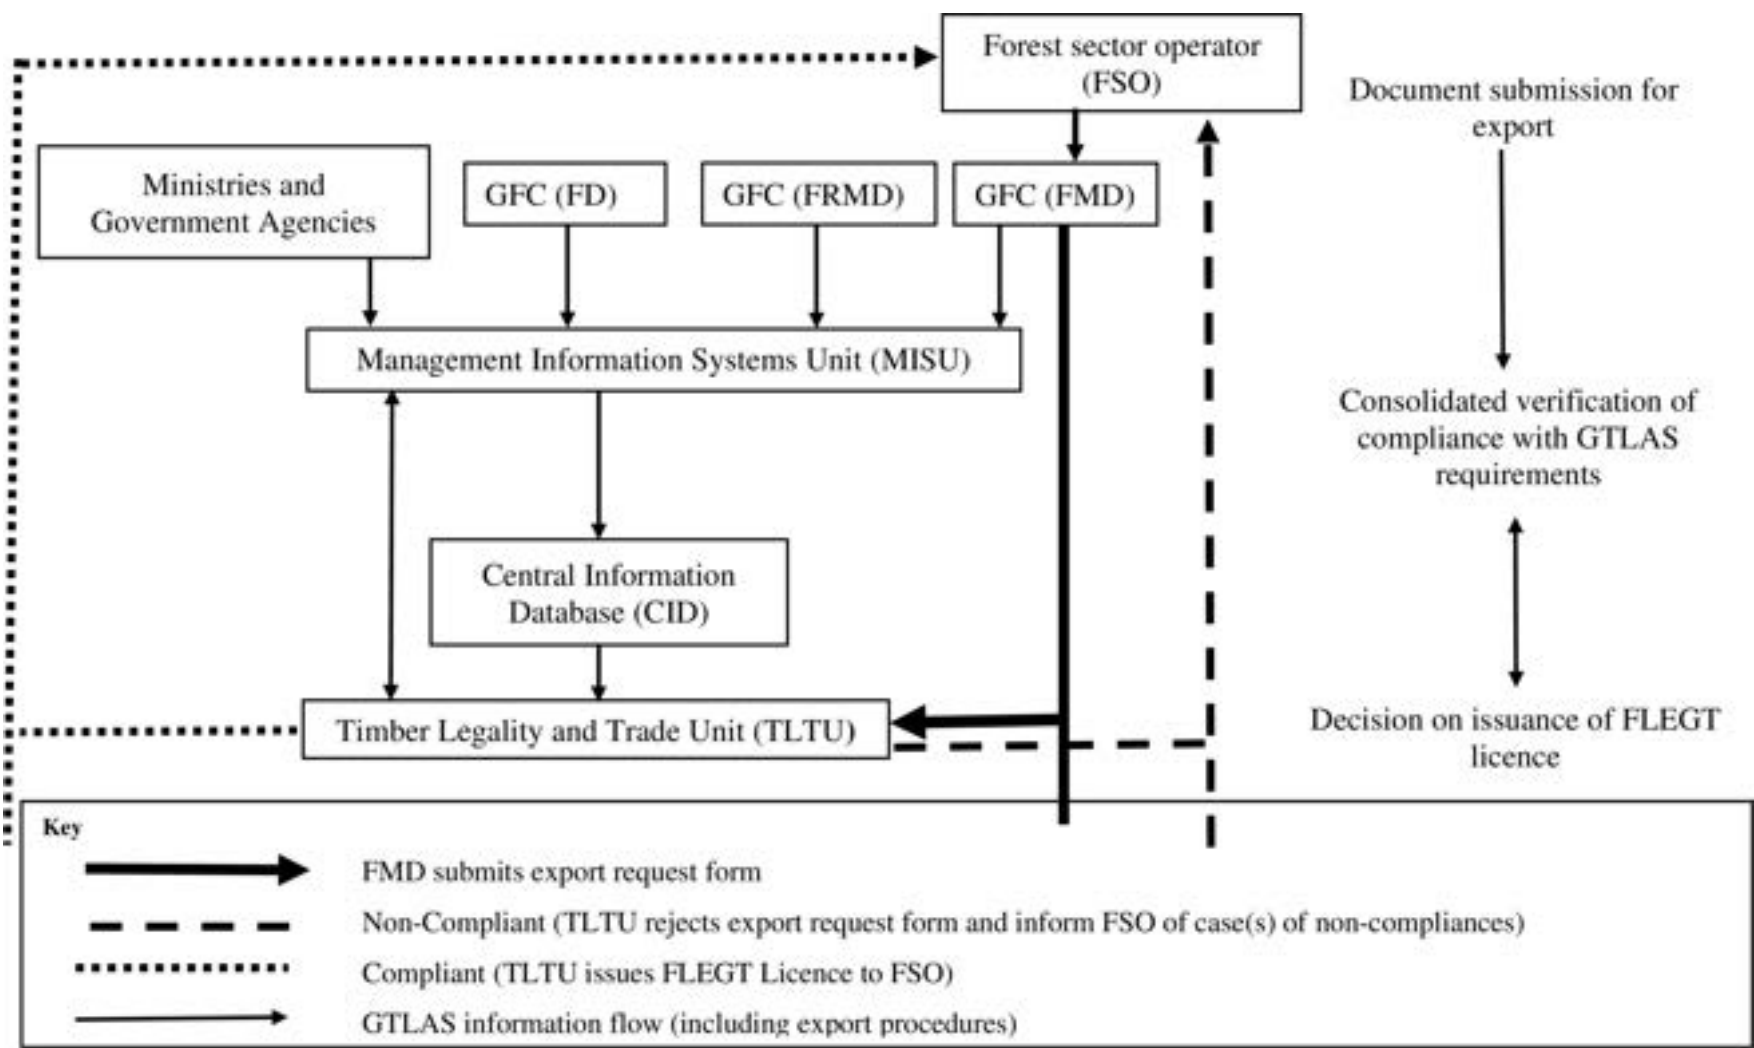 Forest sector operator
(FSO)
Document submission for
export
Ministries and
Government Agencies
GFC (FD)
GFC (FRMD)
GFC (FMD)
Management Information Systems Unit (MISU)
Consolidated verification of
compliance with GTLAS
requirements
Central Information
Database (CID)
Timber Legality and Trade Unit (TLTU)
Decision on issuance of FLEGT
licence
Key
FMD submits export request form
Non-Compliant (TLTU rejects export request form and inform FSO of case(s) of non-compliances)
Compliant (TLTU issues FLEGT Licence to FSO)
GTLAS information flow (including export procedures)